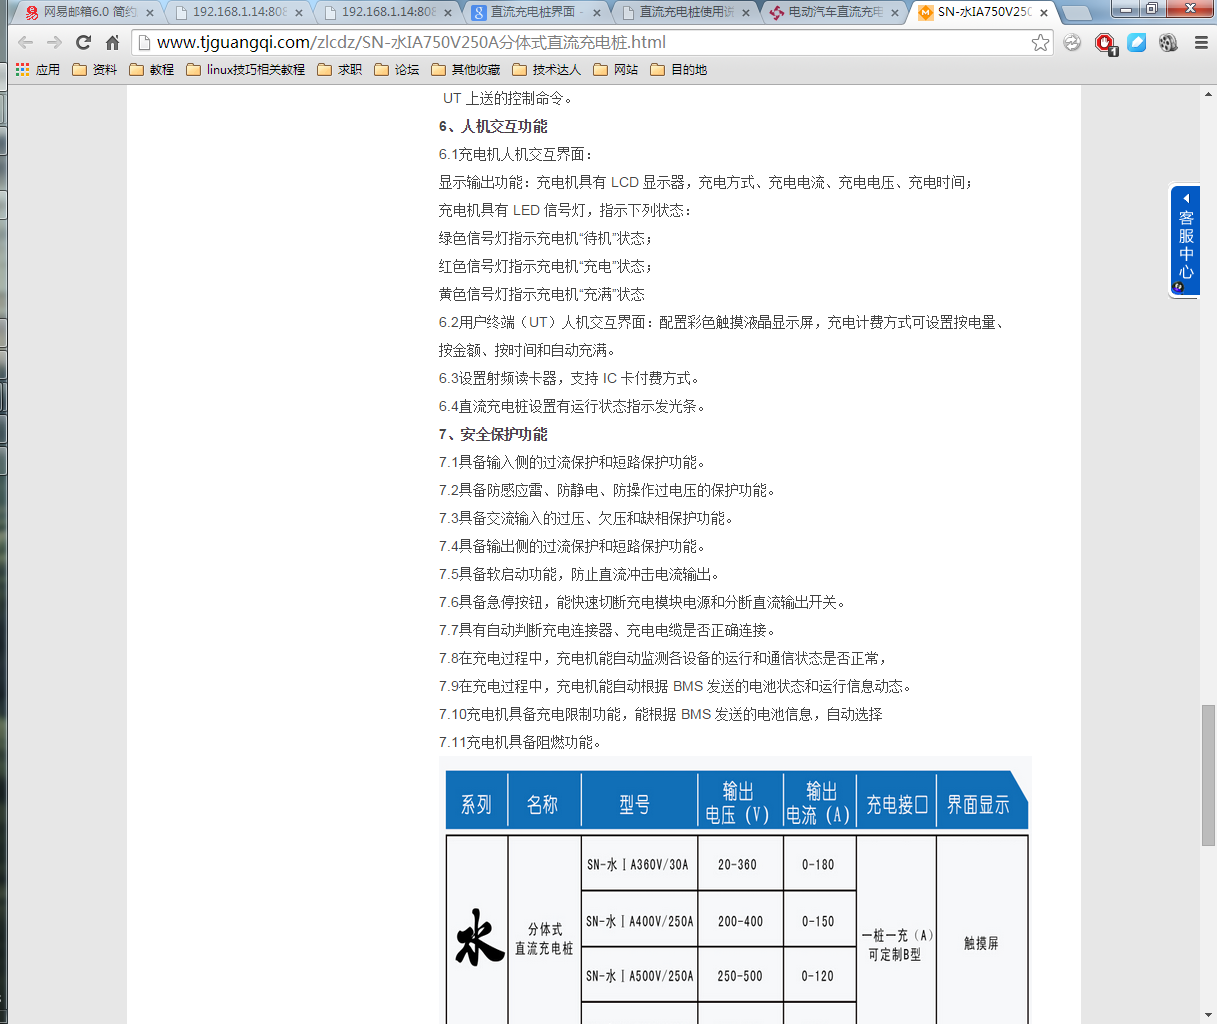 网易邮箱6.0 简约
192.168.1.14:808
192.168.1.14:808
直流充电桩界面 -
直流充电桩使用说
电动汽车直流充电
SN-水IA750V250
www.tjguangqi.com/zlcdz/SN-水IA750V250A分体式直流充电桩.html
1
应用 资料 教程 linux技巧相关教程 求职 论坛 其他收藏 技术达人 网站 目的地
UT 上送的控制命令。
6、人机交互功能
6.1充电机人机交互界面：
显示输出功能：充电机具有 LCD 显示器，充电方式、充电电流、充电电压、充电时间；
充电机具有 LED 信号灯，指示下列状态：
绿色信号灯指示充电机“待机”状态；
红色信号灯指示充电机“充电”状态；
黄色信号灯指示充电机“充满”状态
6.2用户终端（UT）人机交互界面：配置彩色触摸液晶显示屏，充电计费方式可设置按电量、
按金额、按时间和自动充满。
6.3设置射频读卡器，支持 IC 卡付费方式。
6.4直流充电桩设置有运行状态指示发光条。
7、安全保护功能
7.1具备输入侧的过流保护和短路保护功能。
7.2具备防感应雷、防静电、防操作过电压的保护功能。
7.3具备交流输入的过压、欠压和缺相保护功能。
7.4具备输出侧的过流保护和短路保护功能。
7.5具备软启动功能，防止直流冲击电流输出。
7.6具备急停按钮，能快速切断充电模块电源和分断直流输出开关。
7.7具有自动判断充电连接器、充电电缆是否正确连接。
7.8在充电过程中，充电机能自动监测各设备的运行和通信状态是否正常，
7.9在充电过程中，充电机能自动根据 BMS 发送的电池状态和运行信息动态。
7.10充电机具备充电限制功能，能根据 BMS 发送的电池信息，自动选择
7.11充电机具备阻燃功能。
客服中心
系列 名称 型号 输出电压（V） 输出电流（A） 充电接口 界面显示
水
分体式
直流充电桩
SN-水丨A360V/30A 20-360 0-180
SN-水丨A400V/250A 200-400 0-150
SN-水丨A500V/250A 250-500 0-120
一桩一充（A）
可定制B型
触摸屏